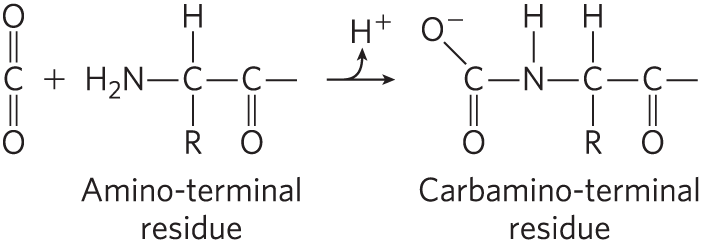 O H H⁺ O⁻ H H
C + H₂N—C—C— C—N—C—C—
O R O O R O
Amino-terminal Carbamino-terminal
residue residue